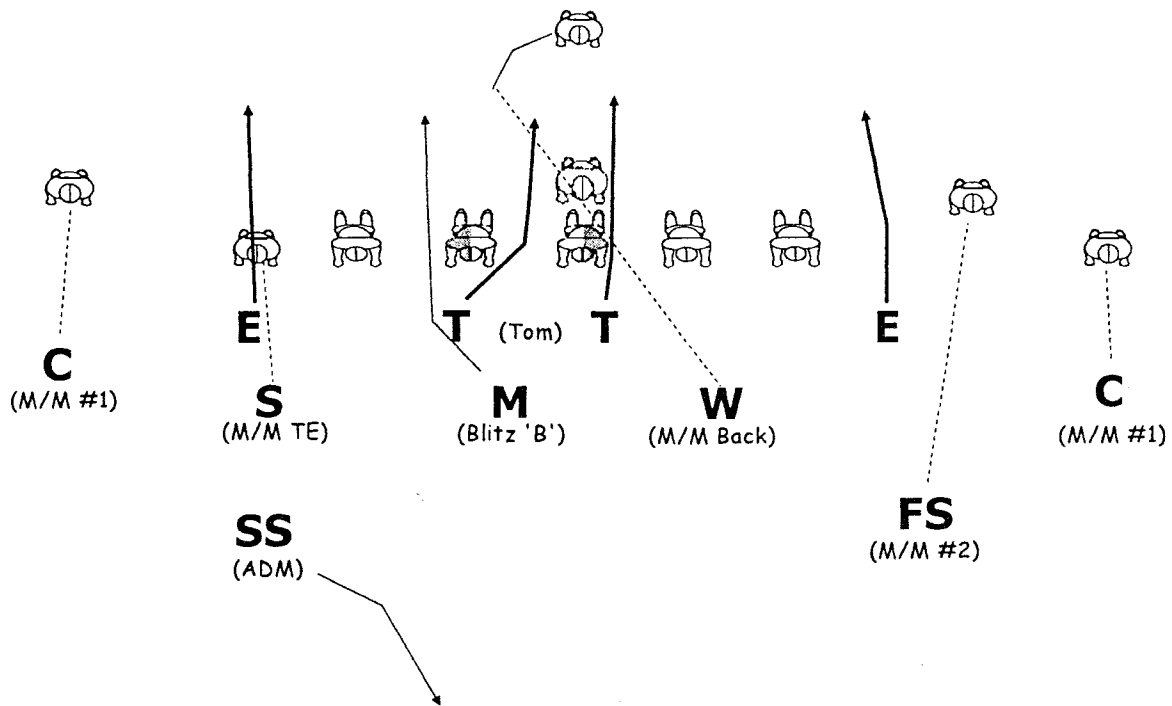 E T (Tom) T E
C
(M/M #1)
S
(M/M TE)
M
(Blitz 'B')
W
(M/M Back)
C
(M/M #1)
SS
(ADM)
FS
(M/M #2)